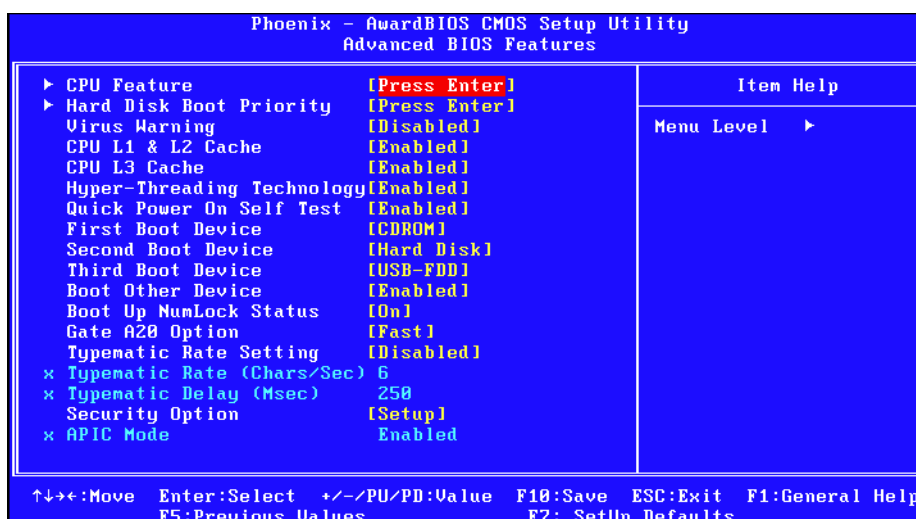 Phoenix - AwardBIOS CMOS Setup Utility
Advanced BIOS Features
► CPU Feature [Press Enter]
► Hard Disk Boot Priority [Press Enter]
Virus Warning [Disabled]
CPU L1 & L2 Cache [Enabled]
CPU L3 Cache [Enabled]
Hyper-Threading Technology[Enabled]
Quick Power On Self Test [Enabled]
First Boot Device [CDROM]
Second Boot Device [Hard Disk]
Third Boot Device [USB-FDD]
Boot Other Device [Enabled]
Boot Up NumLock Status [On]
Gate A20 Option [Fast]
Typematic Rate Setting [Disabled]
x Typematic Rate (Chars/Sec) 6
x Typematic Delay (Msec) 250
Security Option [Setup]
x APIC Mode Enabled
Item Help
Menu Level ►
↑↓→←:Move Enter:Select +/-/PU/PD:Value F10:Save ESC:Exit F1:General Help
F5:Previous Values F7: SetUp Defaults